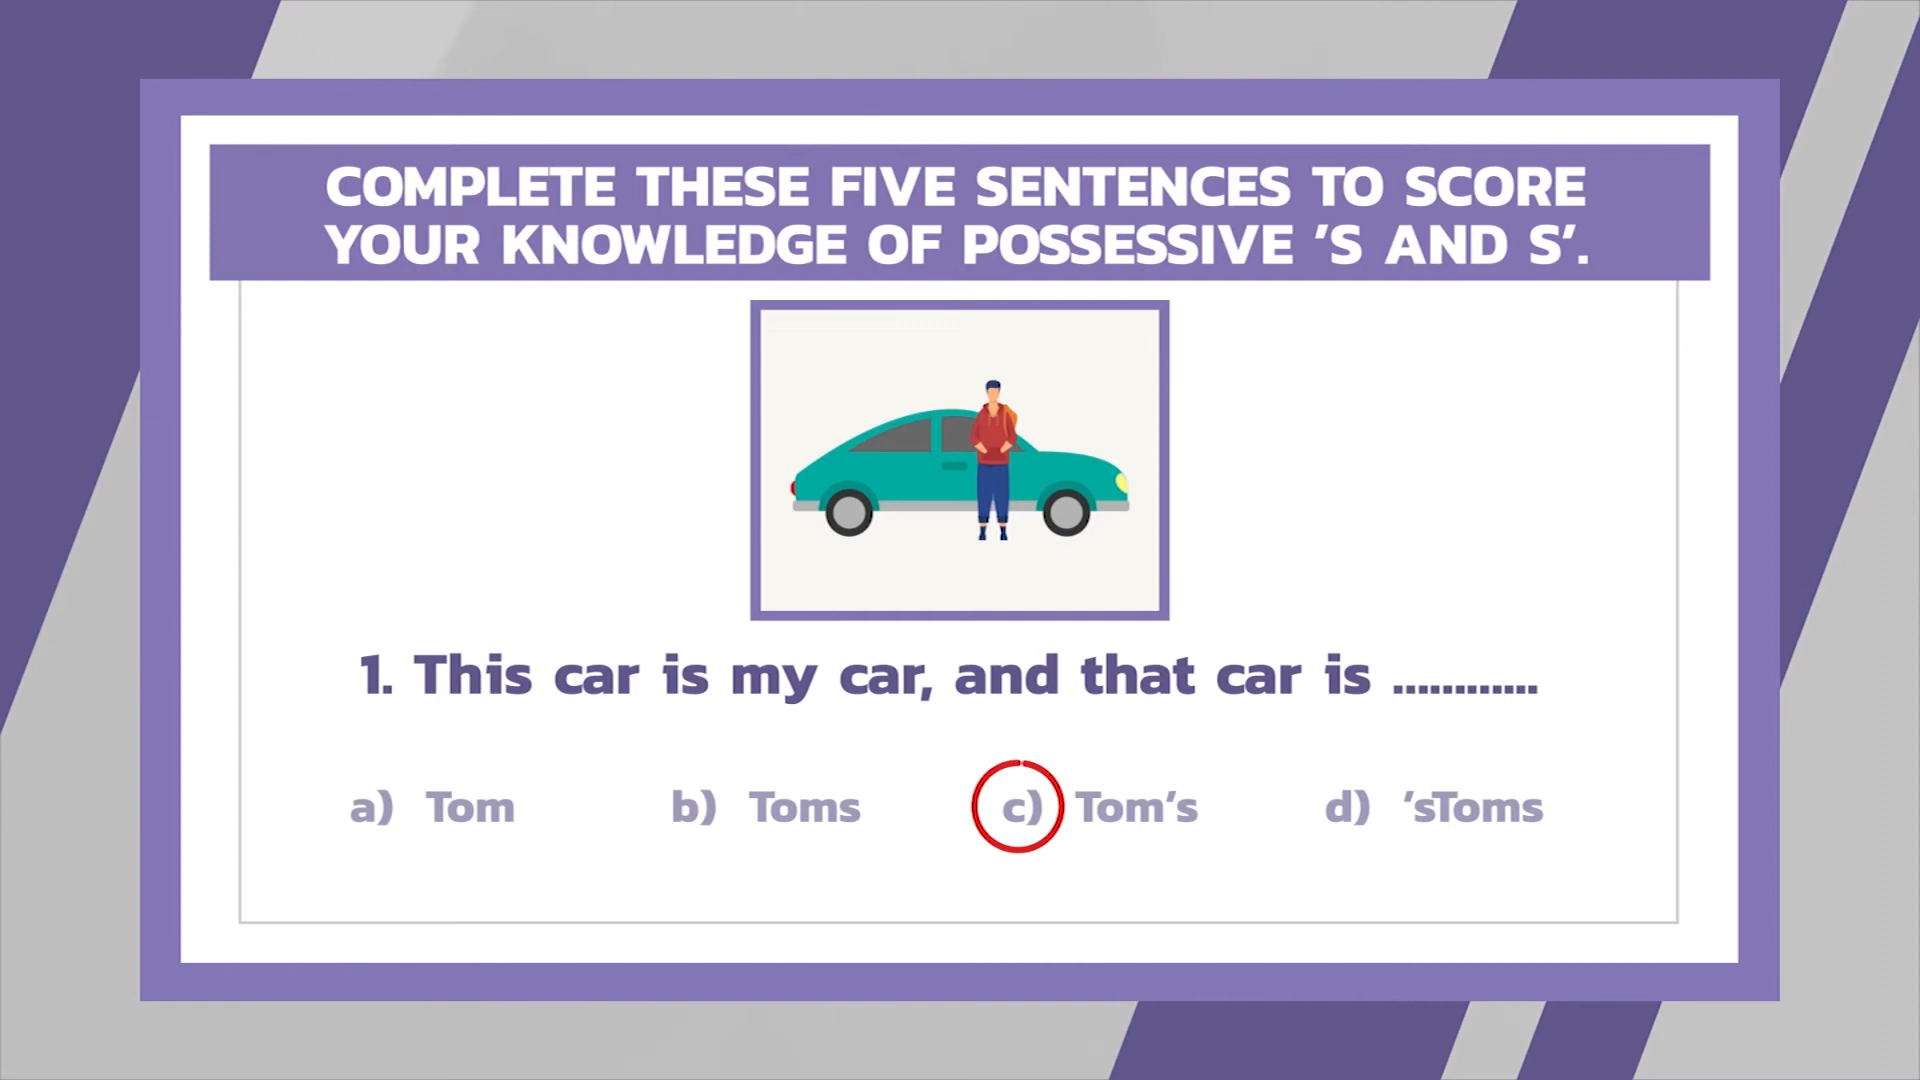 COMPLETE THESE FIVE SENTENCES TO SCORE
YOUR KNOWLEDGE OF POSSESSIVE ’S AND S’.
1. This car is my car, and that car is ............
a) Tom b) Toms c) Tom’s d) ’sToms